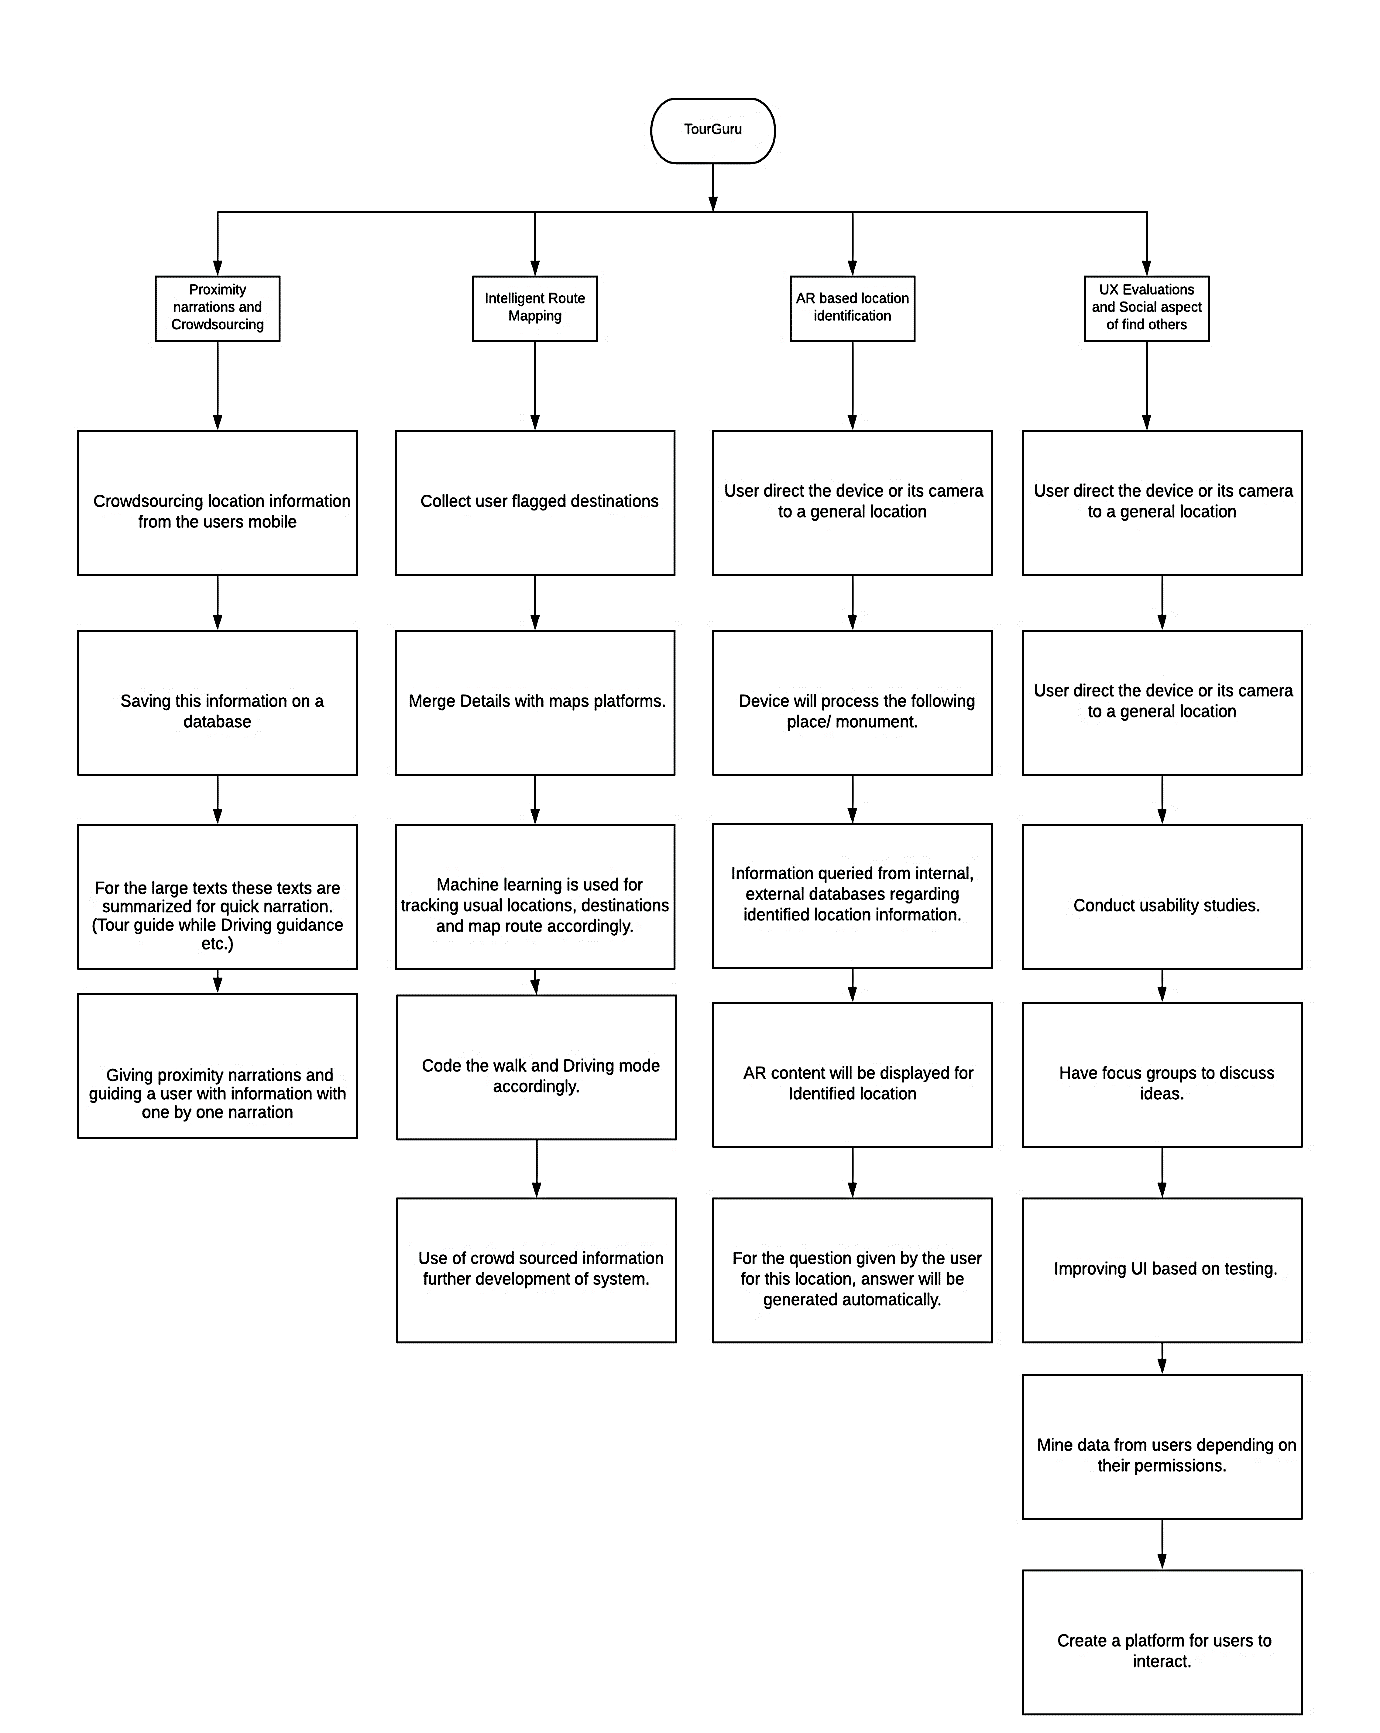 TourGuru
Proximity
narrations and
Crowdsourcing
Intelligent Route
Mapping
AR based location
identification
UX Evaluations
and Social aspect
of find others
Crowdsourcing location information
from the users mobile
Collect user flagged destinations
User direct the device or its camera
to a general location
User direct the device or its camera
to a general location
Saving this information on a
database
Merge Details with maps platforms.
Device will process the following
place/ monument.
User direct the device or its camera
to a general location
For the large texts these texts are
summarized for quick narration.
(Tour guide while Driving guidance
etc.)
Machine learning is used for
tracking usual locations, destinations
and map route accordingly.
Information queried from internal,
external databases regarding
identified location information.
Conduct usability studies.
Giving proximity narrations and
guiding a user with information with
one by one narration
Code the walk and Driving mode
accordingly.
AR content will be displayed for
Identified location
Have focus groups to discuss
ideas.
Use of crowd sourced information
further development of system.
For the question given by the user
for this location, answer will be
generated automatically.
Improving UI based on testing.
Mine data from users depending on
their permissions.
Create a platform for users to
interact.